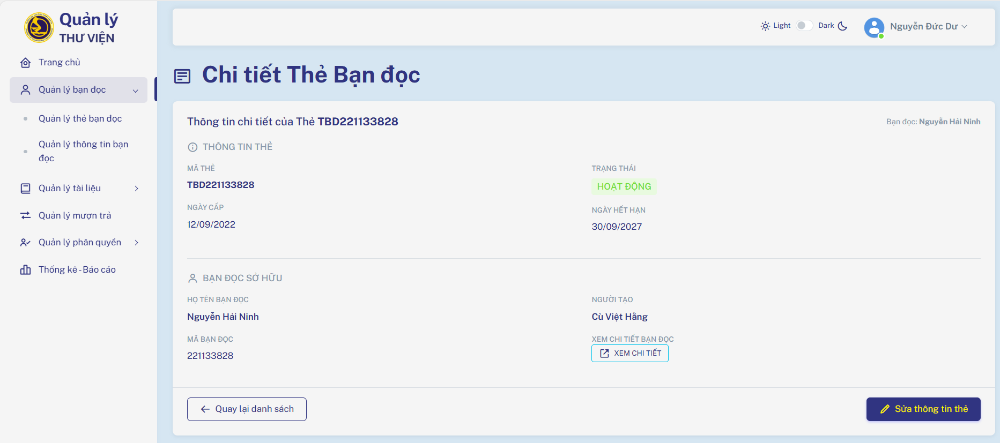 Quản lý
THƯ VIỆN
Trang chủ
Quản lý bạn đọc
Quản lý thẻ bạn đọc
Quản lý thông tin bạn
đọc
Quản lý tài liệu
Quản lý mượn trả
Quản lý phân quyền
Thống kê - Báo cáo
Light Dark Nguyễn Đức Dư
Chi tiết Thẻ Bạn đọc
Thông tin chi tiết của Thẻ TBD221133828
Bạn đọc: Nguyễn Hải Ninh
THÔNG TIN THẺ
MÃ THẺ
TBD221133828
TRẠNG THÁI
HOẠT ĐỘNG
NGÀY CẤP
12/09/2022
NGÀY HẾT HẠN
30/09/2027
BẠN ĐỌC SỞ HỮU
HỌ TÊN BẠN ĐỌC
Nguyễn Hải Ninh
NGƯỜI TẠO
Cù Việt Hằng
MÃ BẠN ĐỌC
221133828
XEM CHI TIẾT BẠN ĐỌC
XEM CHI TIẾT
Quay lại danh sách
Sửa thông tin thẻ